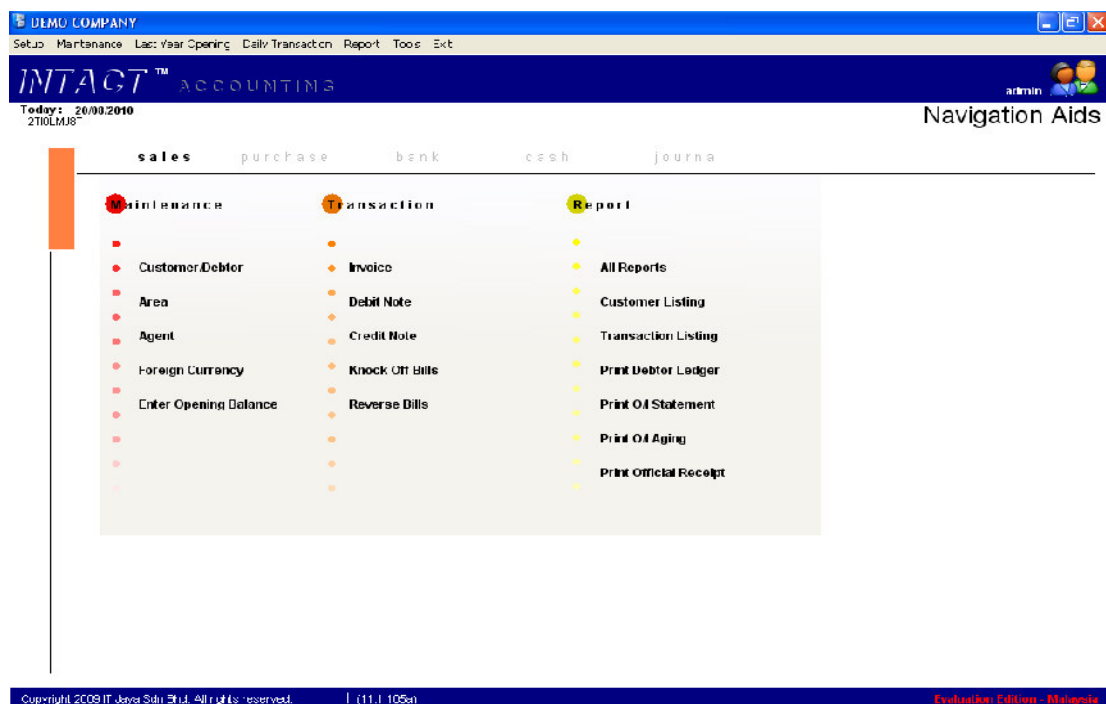 DEMO COMPANY
Setup Maintenance Last Year Opening Daily Transaction Report Tools Exit
INTACT ™ ACCOUNTING
admin
Today: 20/08/2010
Navigation Aids
sales purchase bank cash journal
Maintenance Transaction Report
Customer/Debtor Invoice All Reports
Area Debit Note Customer Listing
Agent Credit Note Transaction Listing
Foreign Currency Knock Off Bills Print Debtor Ledger
Enter Opening Balance Reverse Bills Print O/I Statement
Print O/I Aging
Print Official Receipt
Copyright 2009 IT Jaya Sdn Bhd. All rights reserved. (11.1.105a) Evaluation Edition - Malaysia